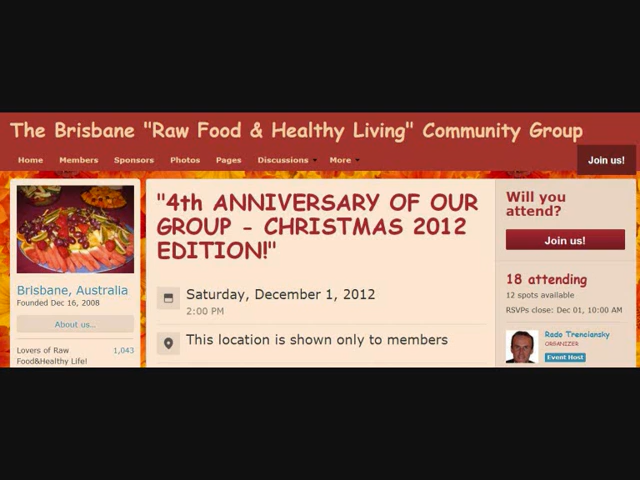 The Brisbane "Raw Food & Healthy Living" Community Group
Home Members Sponsors Photos Pages Discussions More Join us!
Brisbane, Australia
Founded Dec 16, 2008
About us...
Lovers of Raw Food&Healthy Life! 1,043
"4th ANNIVERSARY OF OUR
GROUP - CHRISTMAS 2012
EDITION!"
Saturday, December 1, 2012
2:00 PM
This location is shown only to members
Will you
attend?
Join us!
18 attending
12 spots available
RSVPs close: Dec 01, 10:00 AM
Rado Trenciansky
ORGANIZER
Event Host